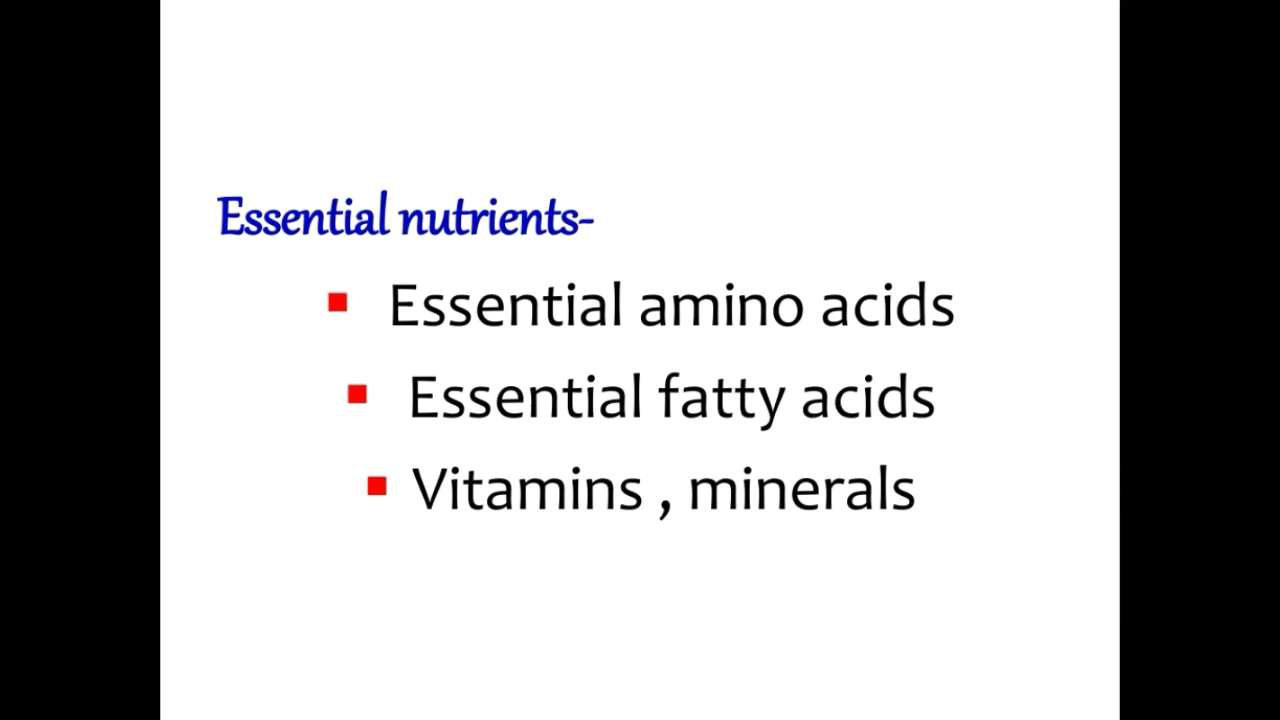 Essential nutrients-
▪ Essential amino acids
▪ Essential fatty acids
▪ Vitamins , minerals